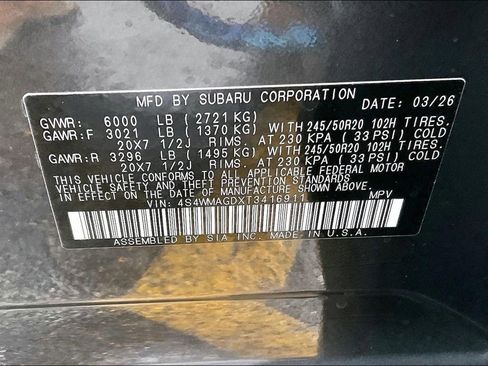 MFD BY SUBARU CORPORATION
DATE: 03/26
GVWR: 6000 LB (2721 KG)
GAWR:F 3021 LB (1370 KG) WITH 245/50R20 102H TIRES.
20X7 1/2J RIMS. AT 230 KPA (33 PSI) COLD
GAWR:R 3296 LB (1495 KG) WITH 245/50R20 102H TIRES.
20X7 1/2J RIMS. AT 230 KPA (33 PSI) COLD
THIS VEHICLE CONFORMS TO ALL APPLICABLE FEDERAL MOTOR
VEHICLE SAFETY AND THEFT PREVENTION STANDARDS
IN EFFECT ON THE DATE OF MANUFACTURE SHOWN ABOVE.
VIN: 4S4WMAGDXT3416911 MPV
ASSEMBLED BY SIA INC. MADE IN U.S.A.